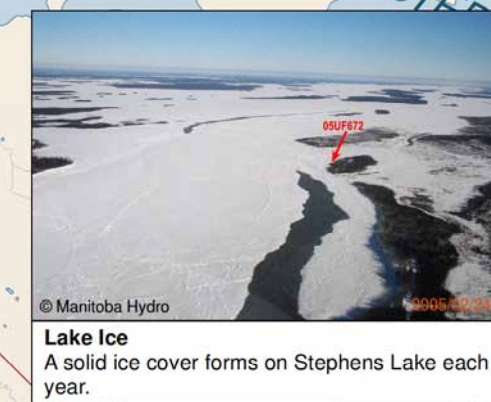 05UF672
© Manitoba Hydro
Lake Ice
A solid ice cover forms on Stephens Lake each
year.